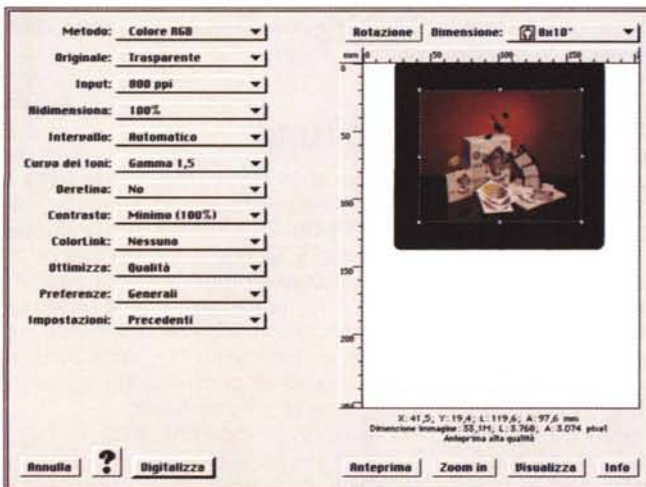 Metodo: Colore RGB
Originale: Trasparente
Input: 800 ppi
Ridimensiona: 100%
Intervallo: Automatico
Curva dei toni: Gamma 1,5
Deretina: No
Contrasto: Minimo (100%)
ColorLink: Nessuno
Ottimizza: Qualità
Preferenze: Generali
Impostazioni: Precedenti
Annulla ? Digitalizza
Rotazione Dimensione: 8x10"
mm 0 50 100 150
0
50
100
150
200
X: 41,5; Y: 19,4; L: 119,6; A: 97,6 mm
Dimensione immagine: 33,1M; L: 3.768; A: 3.074 pixel
Anteprima alta qualità
Anteprima Zoom in Visualizza Info